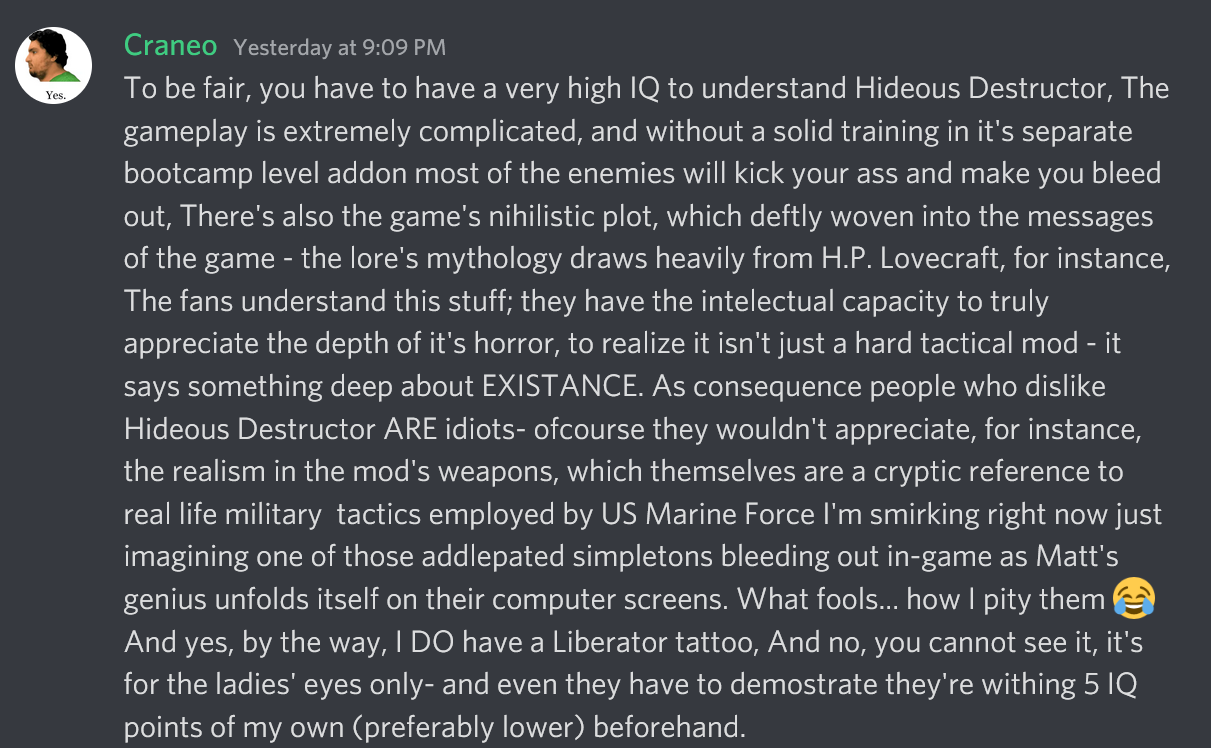 Craneo Yesterday at 9:09 PM
Yes.
To be fair, you have to have a very high IQ to understand Hideous Destructor, The
gameplay is extremely complicated, and without a solid training in it's separate
bootcamp level addon most of the enemies will kick your ass and make you bleed
out, There's also the game's nihilistic plot, which deftly woven into the messages
of the game - the lore's mythology draws heavily from H.P. Lovecraft, for instance,
The fans understand this stuff; they have the intelectual capacity to truly
appreciate the depth of it's horror, to realize it isn't just a hard tactical mod - it
says something deep about EXISTANCE. As consequence people who dislike
Hideous Destructor ARE idiots- ofcourse they wouldn't appreciate, for instance,
the realism in the mod's weapons, which themselves are a cryptic reference to
real life military  tactics employed by US Marine Force I'm smirking right now just
imagining one of those addlepated simpletons bleeding out in-game as Matt's
genius unfolds itself on their computer screens. What fools... how I pity them 😂
And yes, by the way, I DO have a Liberator tattoo, And no, you cannot see it, it's
for the ladies' eyes only- and even they have to demostrate they're withing 5 IQ
points of my own (preferably lower) beforehand.